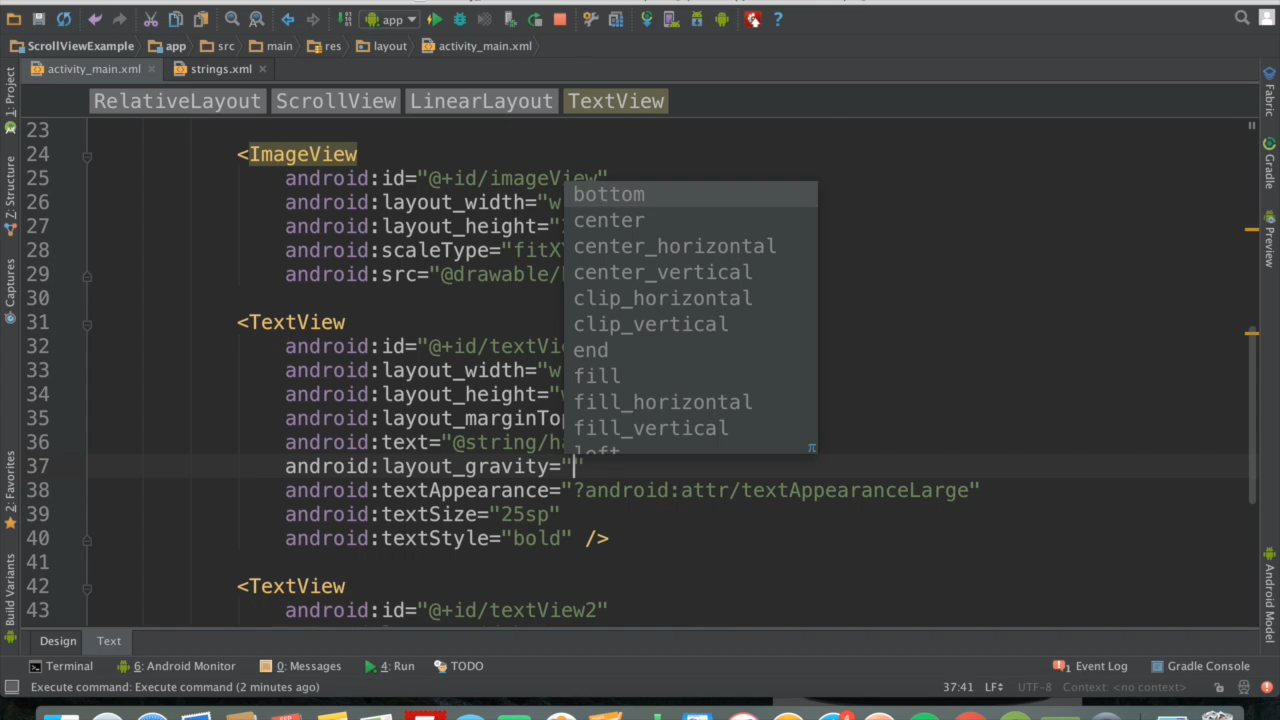 app
ScrollViewExample app src main res layout activity_main.xml
activity_main.xml strings.xml
RelativeLayout ScrollView LinearLayout TextView
1: Project
Z: Structure
Captures
2: Favorites
Build Variants
23
24 <ImageView
25 android:id="@+id/imageView"
26 android:layout_width="w
27 android:layout_height=
28 android:scaleType="fitX
29 android:src="@drawable/
30
31 <TextView
32 android:id="@+id/textVi
33 android:layout_width="w
34 android:layout_height="
35 android:layout_marginTop
36 android:text="@string/h
37 android:layout_gravity=""
38 android:textAppearance="?android:attr/textAppearanceLarge"
39 android:textSize="25sp"
40 android:textStyle="bold" />
41
42 <TextView
43 android:id="@+id/textView2"
bottom
center
center_horizontal
center_vertical
clip_horizontal
clip_vertical
end
fill
fill_horizontal
fill_vertical
left
π
Fabric
Gradle
Preview
Android Model
Design Text
Terminal 6: Android Monitor 0: Messages 4: Run TODO 1 Event Log Gradle Console
Execute command: Execute command (2 minutes ago) 37:41 LF UTF-8 Context: <no context>